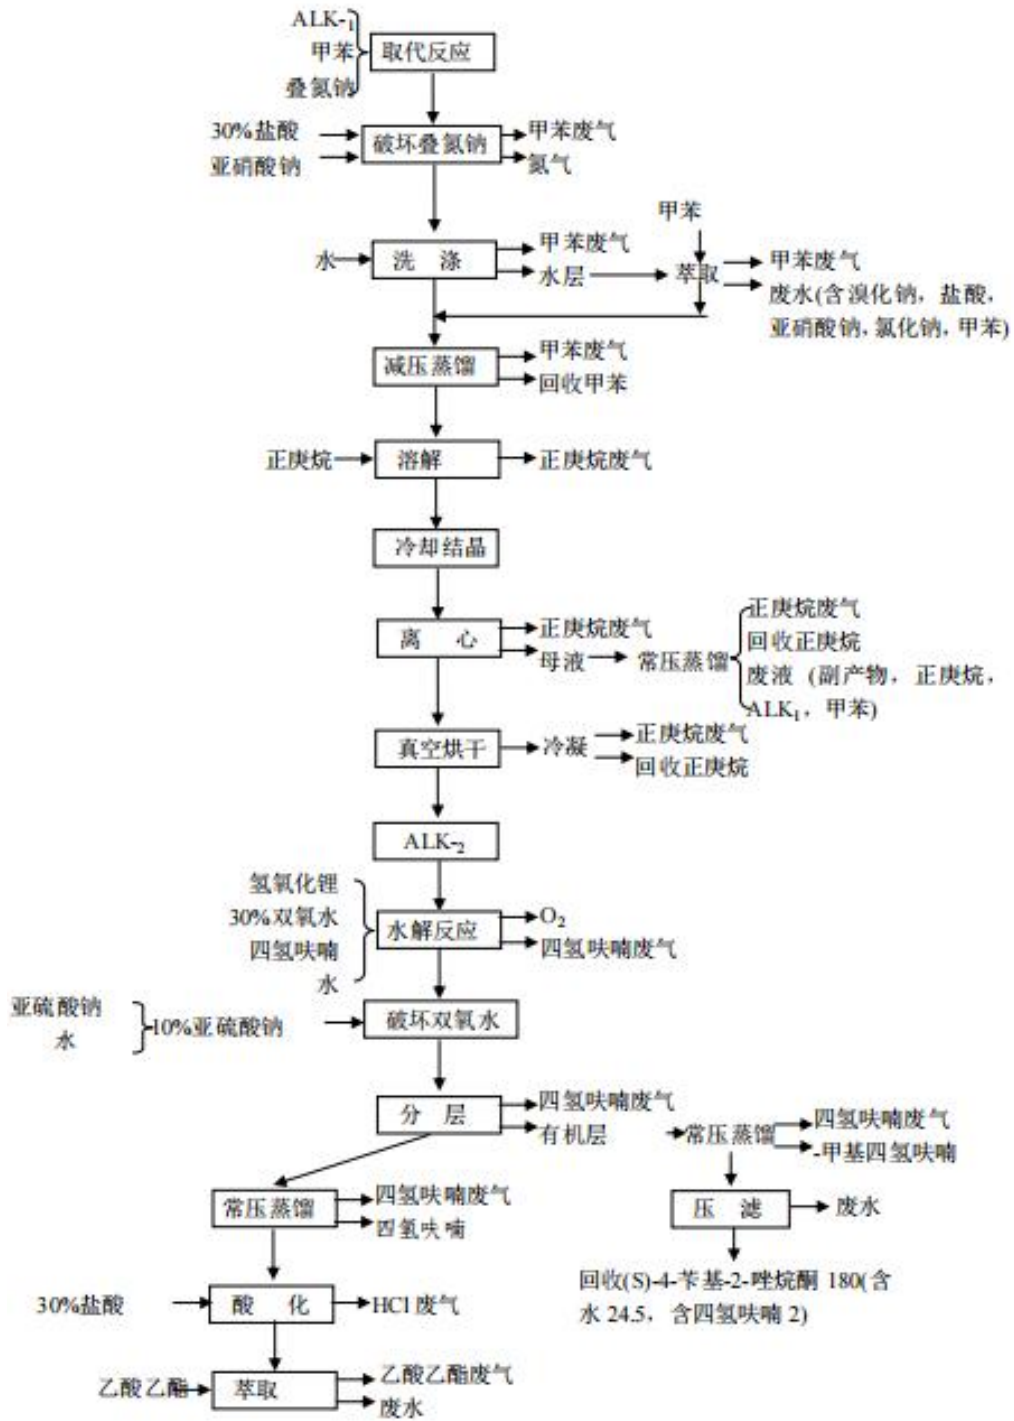 ALK-1
甲苯
叠氮钠
取代反应
30%盐酸
亚硝酸钠
破坏叠氮钠
甲苯废气
氮气
水
洗 涤
甲苯废气
水层
甲苯
萃取
甲苯废气
废水(含溴化钠，盐酸，
亚硝酸钠,氯化钠,甲苯)
减压蒸馏
甲苯废气
回收甲苯
正庚烷
溶解
正庚烷废气
冷却结晶
离 心
正庚烷废气
母液
常压蒸馏
正庚烷废气
回收正庚烷
废液 (副产物，正庚烷，
ALK1，甲苯)
真空烘干
冷凝
正庚烷废气
回收正庚烷
ALK-2
氢氧化锂
30%双氧水
四氢呋喃
水
水解反应
O2
四氢呋喃废气
亚硫酸钠
水
10%亚硫酸钠
破坏双氧水
分 层
四氢呋喃废气
有机层
常压蒸馏
四氢呋喃废气
-甲基四氢呋喃
常压蒸馏
四氢呋喃废气
四氢呋喃
压 滤
废水
回收(S)-4-苄基-2-唑烷酮 180(含
水 24.5，含四氢呋喃 2)
30%盐酸
酸 化
HCl 废气
乙酸乙酯
萃取
乙酸乙酯废气
废水